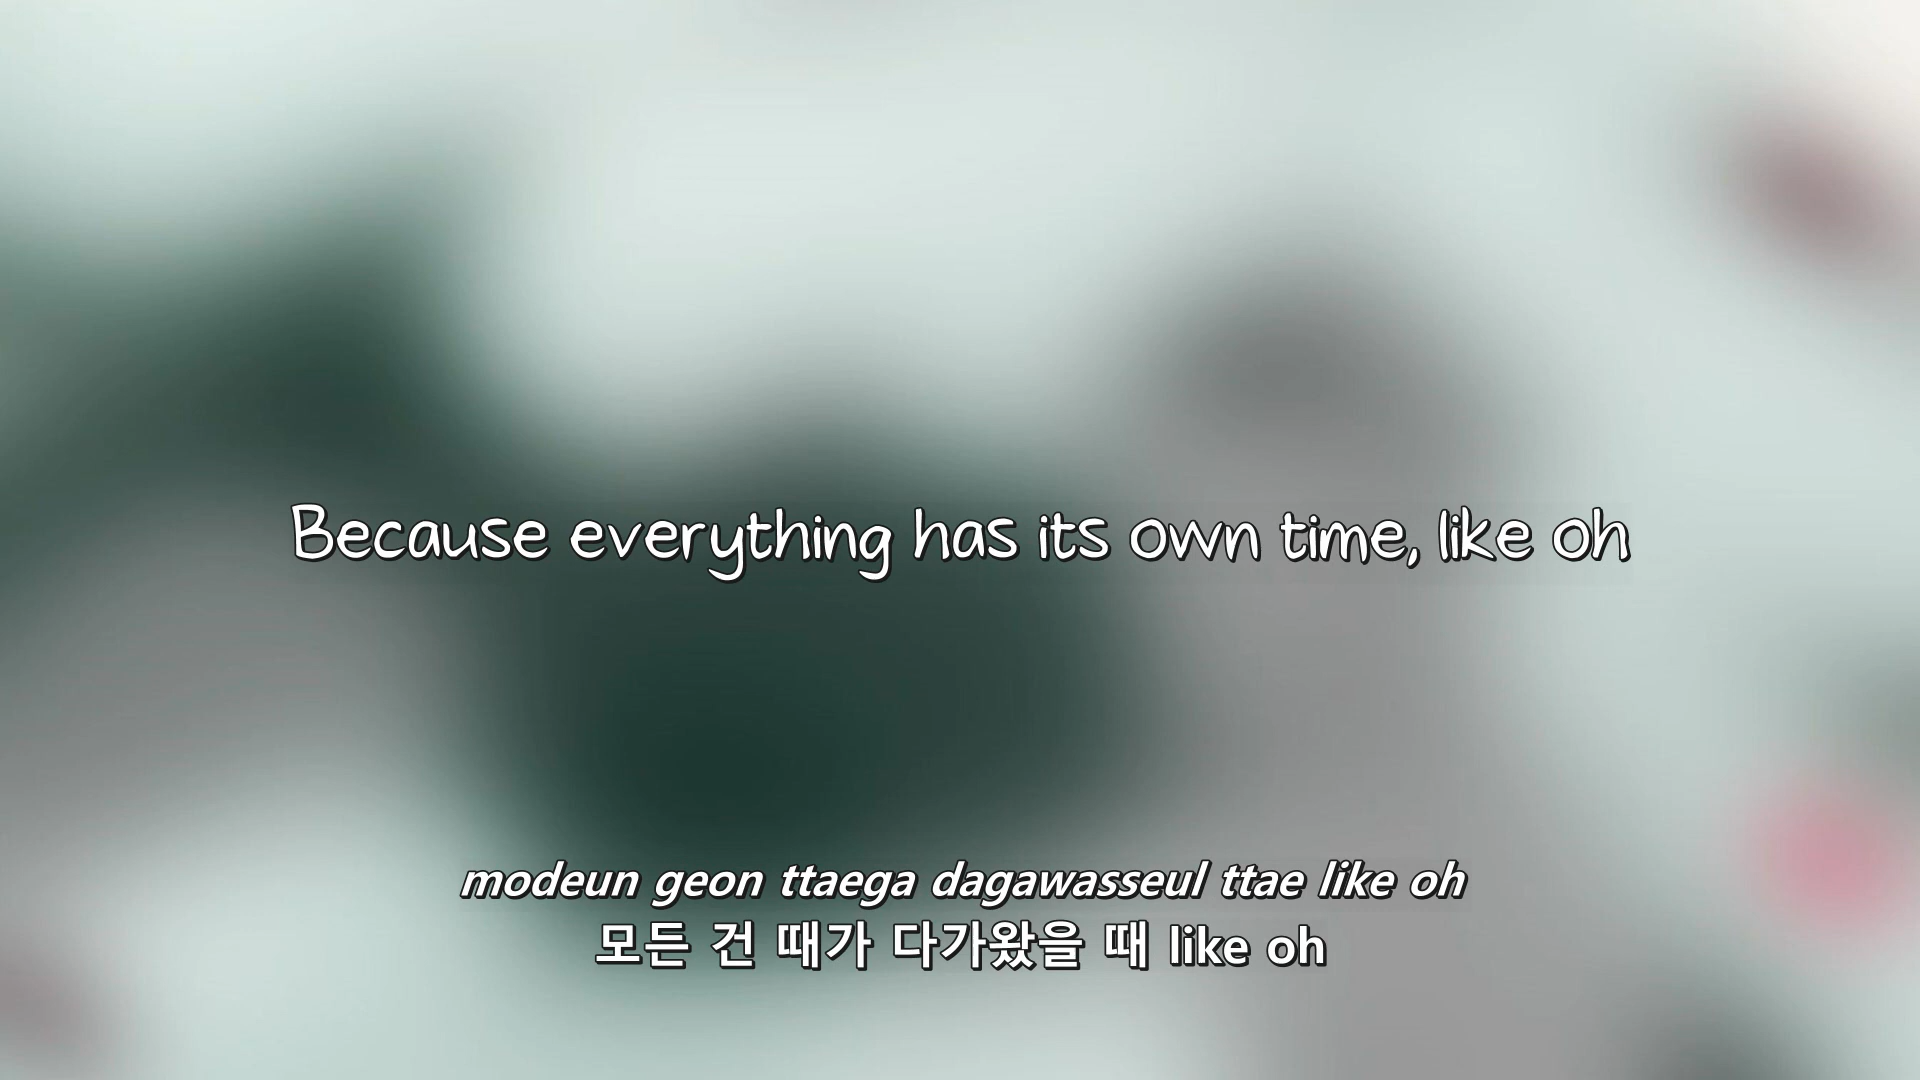 Because everything has its own time, like oh
modeun geon ttaega dagawasseul ttae like oh
모든 건 때가 다가왔을 때 like oh